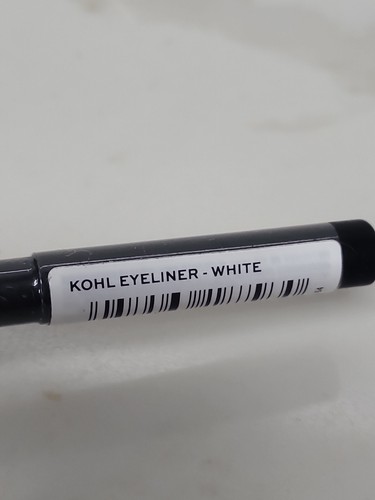 KOHL EYELINER - WHITE